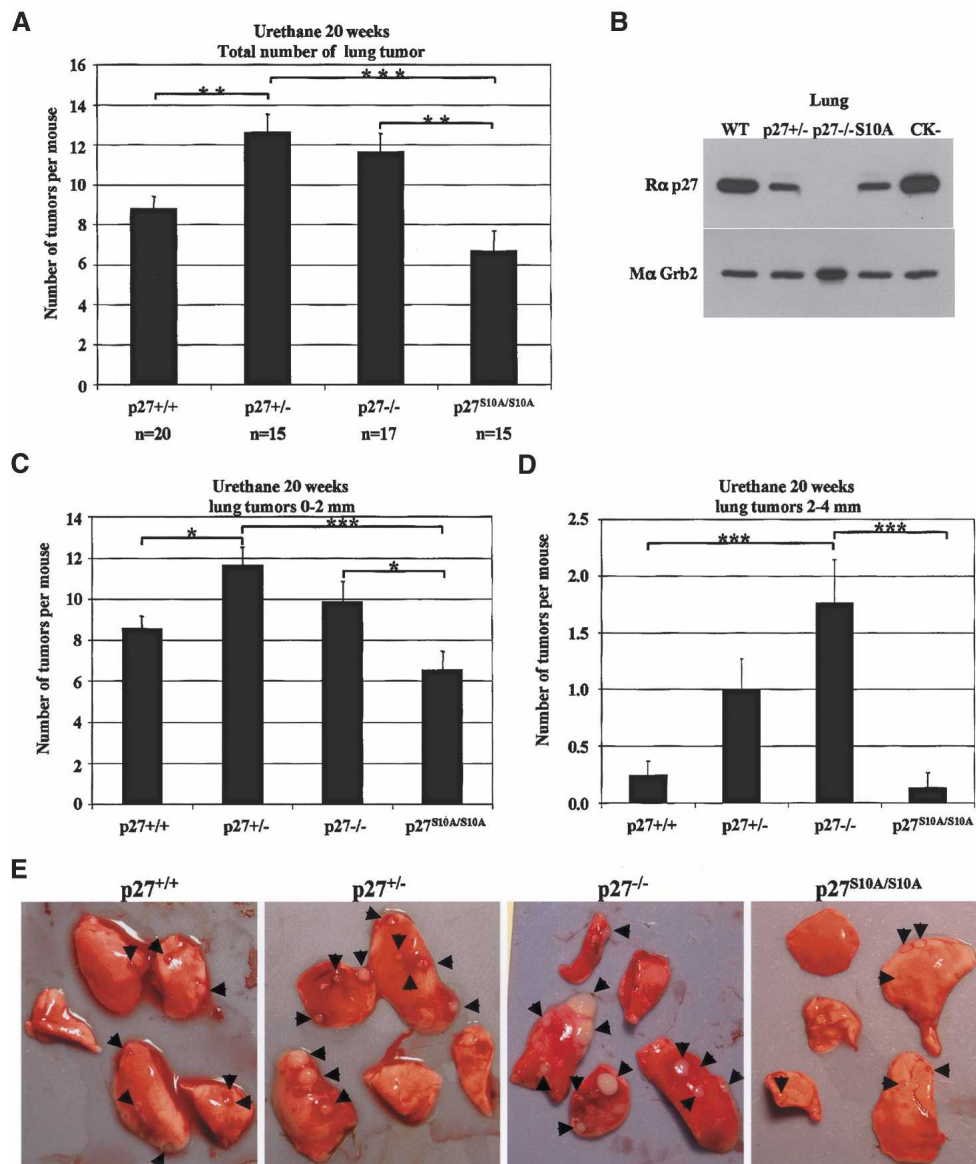 A
Urethane 20 weeks
Total number of lung tumor
Number of tumors per mouse
16
14
12
10
8
6
4
2
0
**
***
**
p27+/+ p27+/- p27-/- p27S10A/S10A
n=20 n=15 n=17 n=15
B
Lung
WT p27+/- p27-/- S10A CK-
Rα p27
Mα Grb2
C
Urethane 20 weeks
lung tumors 0-2 mm
Number of tumors per mouse
14
12
10
8
6
4
2
0
*
***
*
p27+/+ p27+/- p27-/- p27S10A/S10A
D
Urethane 20 weeks
lung tumors 2-4 mm
Number of tumors per mouse
2.5
2.0
1.5
1.0
0.5
0.0
***
***
p27+/+ p27+/- p27-/- p27S10A/S10A
E
p27+/+ p27+/- p27-/- p27S10A/S10A